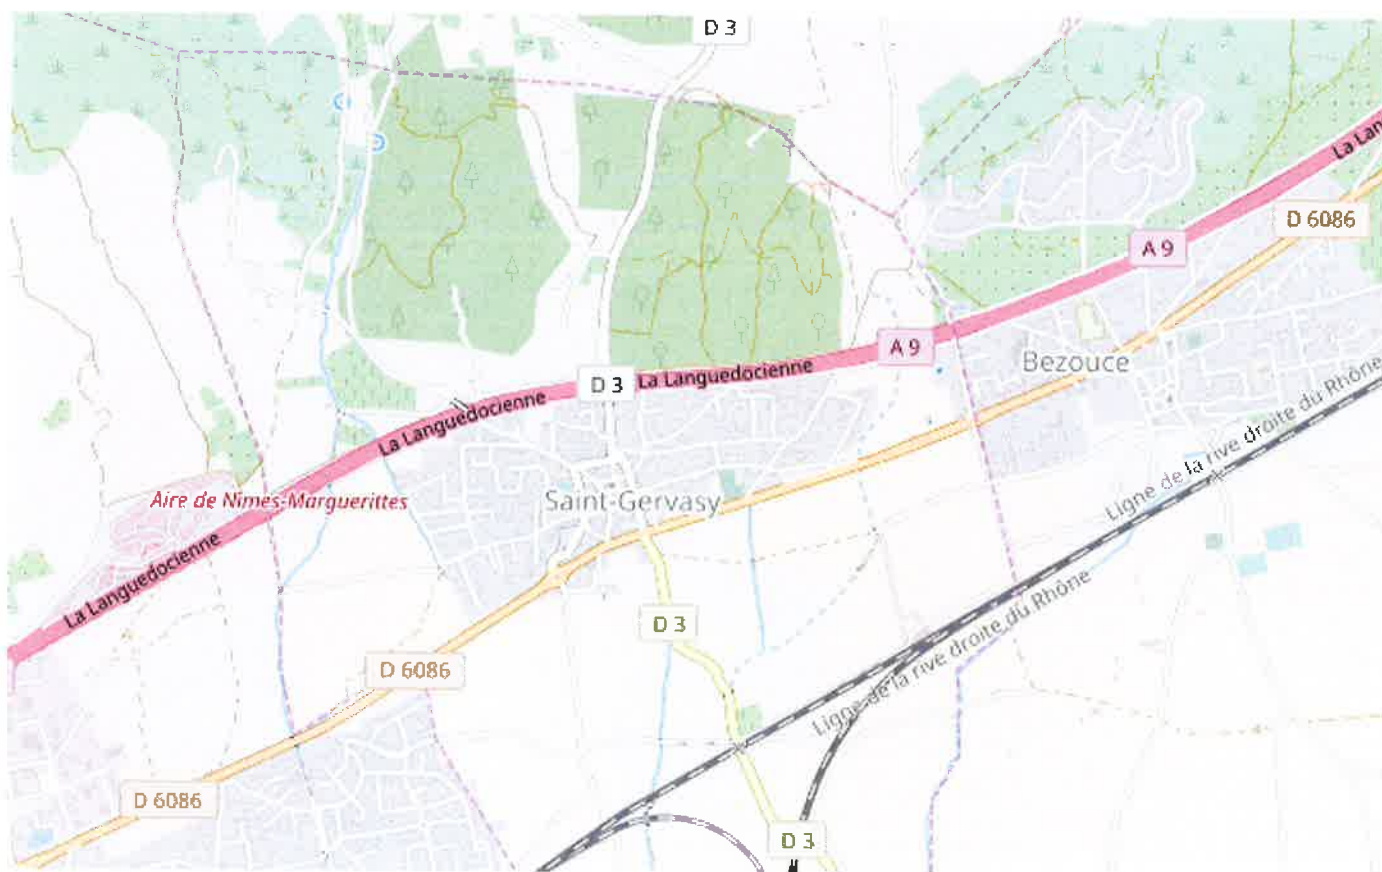 D 3
La Lan
D 6086
A 9
A 9
Bezouce
D 3
La Languedocienne
La Languedocienne
Ligne de la rive droite du Rhône
Aire de Nîmes-Marguerittes
Saint-Gervasy
La Languedocienne
D 3
Ligne de la rive droite du Rhône
D 6086
D 6086
D 3